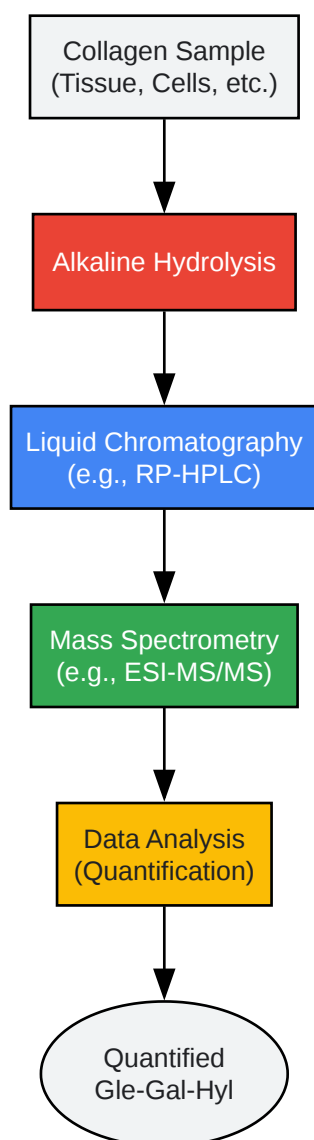 Collagen Sample
(Tissue, Cells, etc.)
Alkaline Hydrolysis
Liquid Chromatography
(e.g., RP-HPLC)
Mass Spectrometry
(e.g., ESI-MS/MS)
Data Analysis
(Quantification)
Quantified
Gle-Gal-Hyl